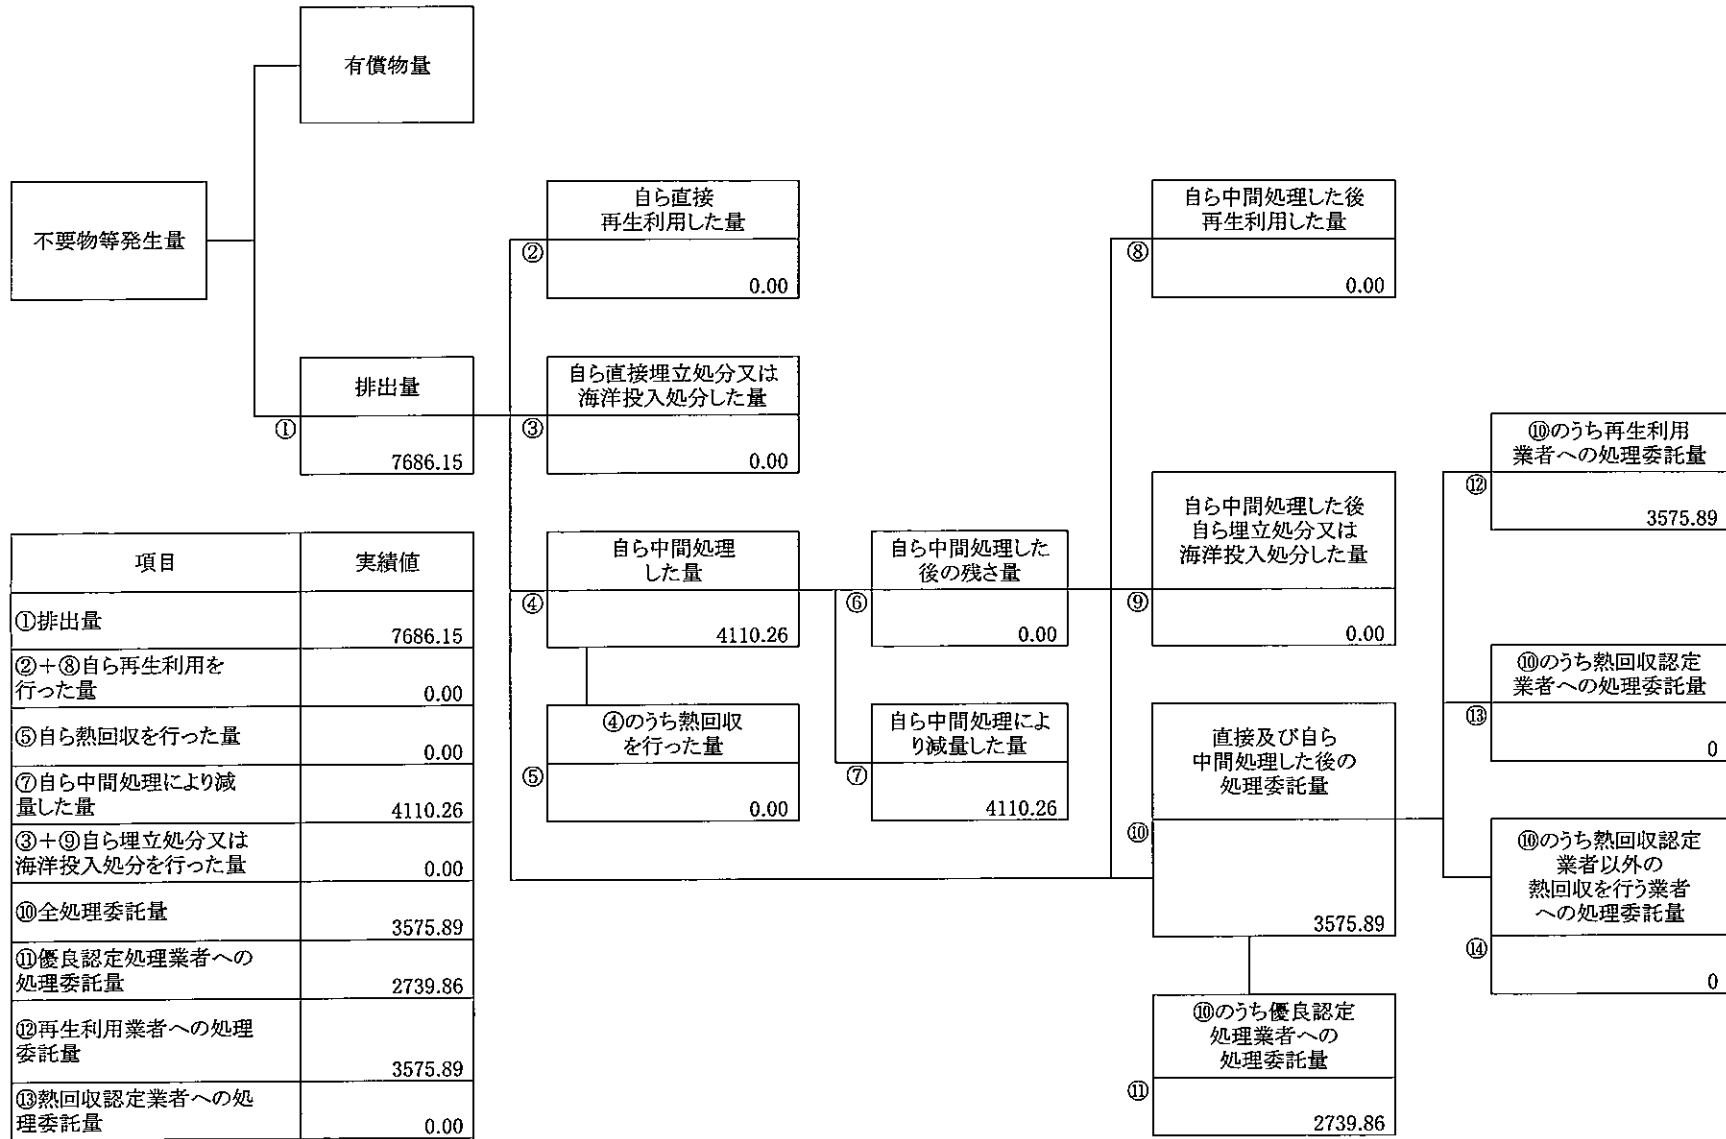 有償物量
不要物等発生量
排出量
①
7686.15
自ら直接
再生利用した量
②
0.00
自ら直接埋立処分又は
海洋投入処分した量
③
0.00
自ら中間処理
した量
④
4110.26
④のうち熱回収
を行った量
⑤
0.00
自ら中間処理した
後の残さ量
⑥
0.00
自ら中間処理によ
り減量した量
⑦
4110.26
自ら中間処理した後
再生利用した量
⑧
0.00
自ら中間処理した後
自ら埋立処分又は
海洋投入処分した量
⑨
0.00
直接及び自ら
中間処理した後の
処理委託量
⑩
3575.89
⑩のうち優良認定
処理業者への
処理委託量
⑪
2739.86
⑩のうち再生利用
業者への処理委託量
⑫
3575.89
⑩のうち熱回収認定
業者への処理委託量
⑬
0
⑩のうち熱回収認定
業者以外の
熱回収を行う業者
への処理委託量
⑭
0
項目 実績値
①排出量 7686.15
②+⑧自ら再生利用を
行った量 0.00
⑤自ら熱回収を行った量 0.00
⑦自ら中間処理により減
量した量 4110.26
③+⑨自ら埋立処分又は
海洋投入処分を行った量 0.00
⑩全処理委託量 3575.89
⑪優良認定処理業者への
処理委託量 2739.86
⑫再生利用業者への処理
委託量 3575.89
⑬熱回収認定業者への処
理委託量 0.00